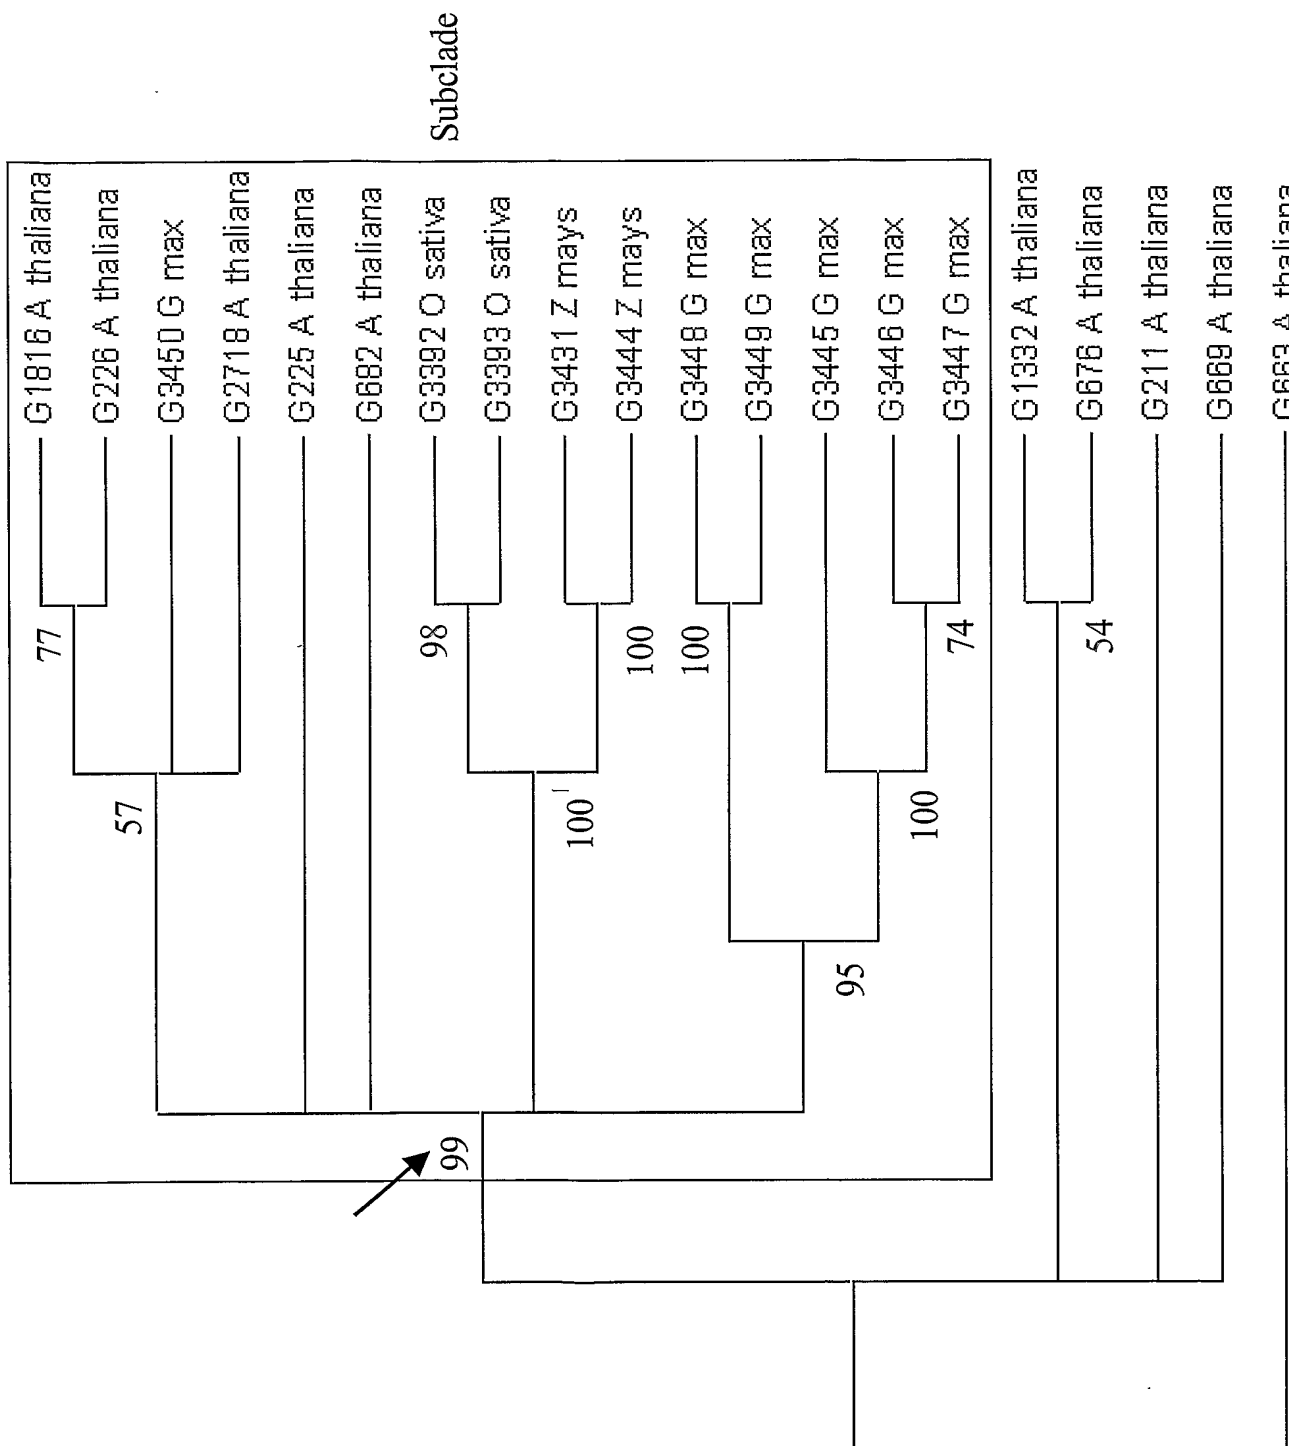 Subclade
G1816 A thaliana
G226 A thaliana
G3450 G max
G2718 A thaliana
G225 A thaliana
G682 A thaliana
G3392 O sativa
G3393 O sativa
G3431 Z mays
G3444 Z mays
G3448 G max
G3449 G max
G3445 G max
G3446 G max
G3447 G max
G1332 A thaliana
G676 A thaliana
G211 A thaliana
G669 A thaliana
G663 A thaliana
77
98
100
100
74
54
57
100
100
95
99